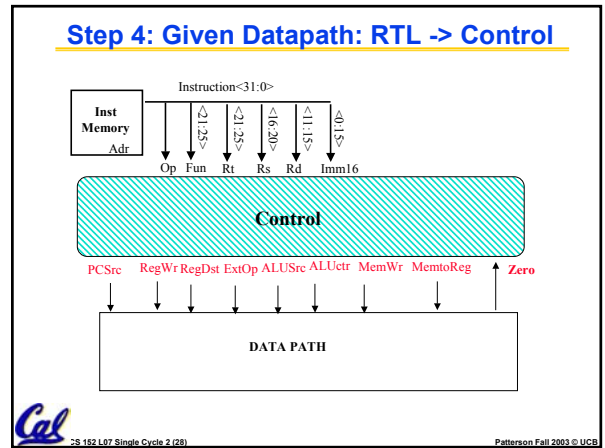 Step 4: Given Datapath: RTL -> Control
Instruction<31:0>
Inst
Memory
Adr
<21:25>
<21:25>
<16:20>
<11:15>
<0:15>
Op Fun Rt Rs Rd Imm16
Control
PCSrc RegWr RegDst ExtOp ALUSrc ALUctr MemWr MemtoReg Zero
DATA PATH
Cal
CS 152 L07 Single Cycle 2 (28)
Patterson Fall 2003 © UCB